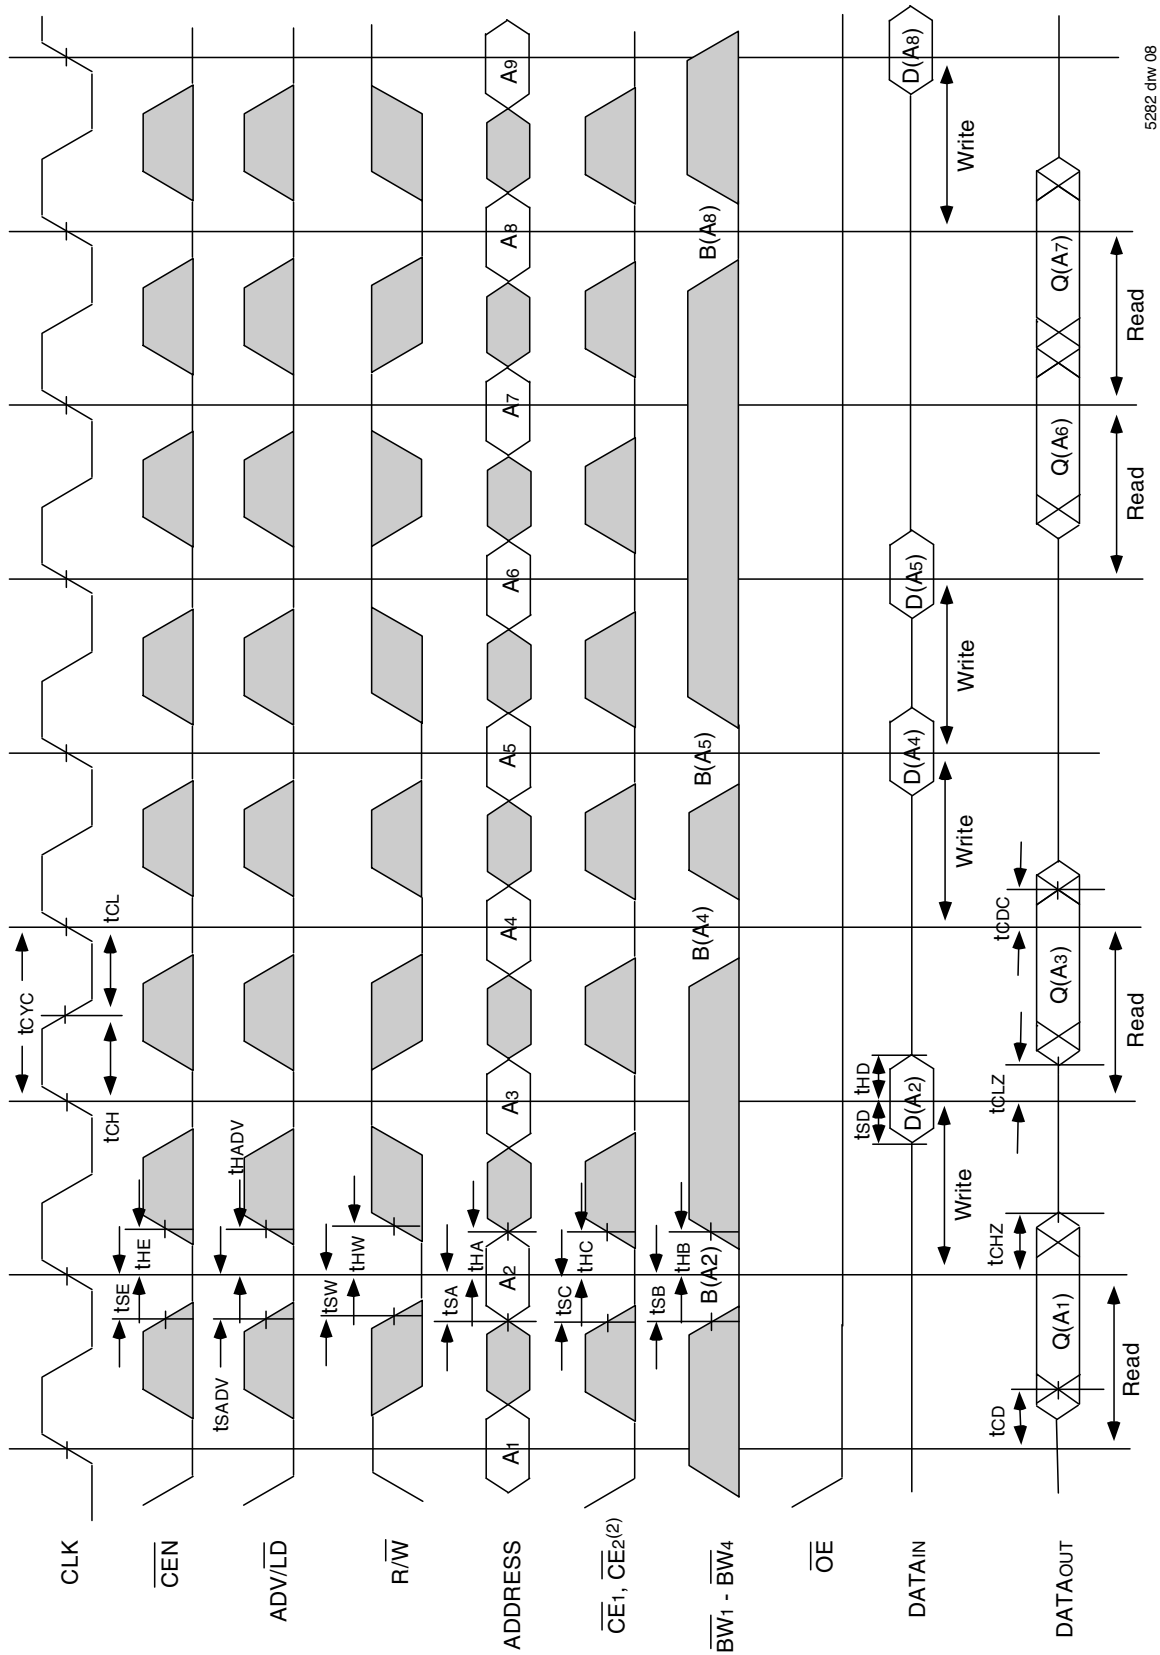 CLK
CEN
ADV/LD
R/W
ADDRESS
CE1, CE2(2)
BW1 - BW4
OE
DATAIN
DATAOUT
tCYC
tCH
tCL
tSE
tHE
tSADV
tHADV
tSW
tHW
tSA
tHA
A1
A2
A3
A4
A5
A6
A7
A8
A9
tSC
tHC
tSB
tHB
B(A2)
B(A4)
B(A5)
B(A8)
tSD
tHD
D(A2)
D(A4)
D(A5)
D(A8)
Write
Write
Write
Write
tCD
tCHZ
tCLZ
tCDC
Q(A1)
Q(A3)
Q(A6)
Q(A7)
Read
Read
Read
Read
5282 drw 08